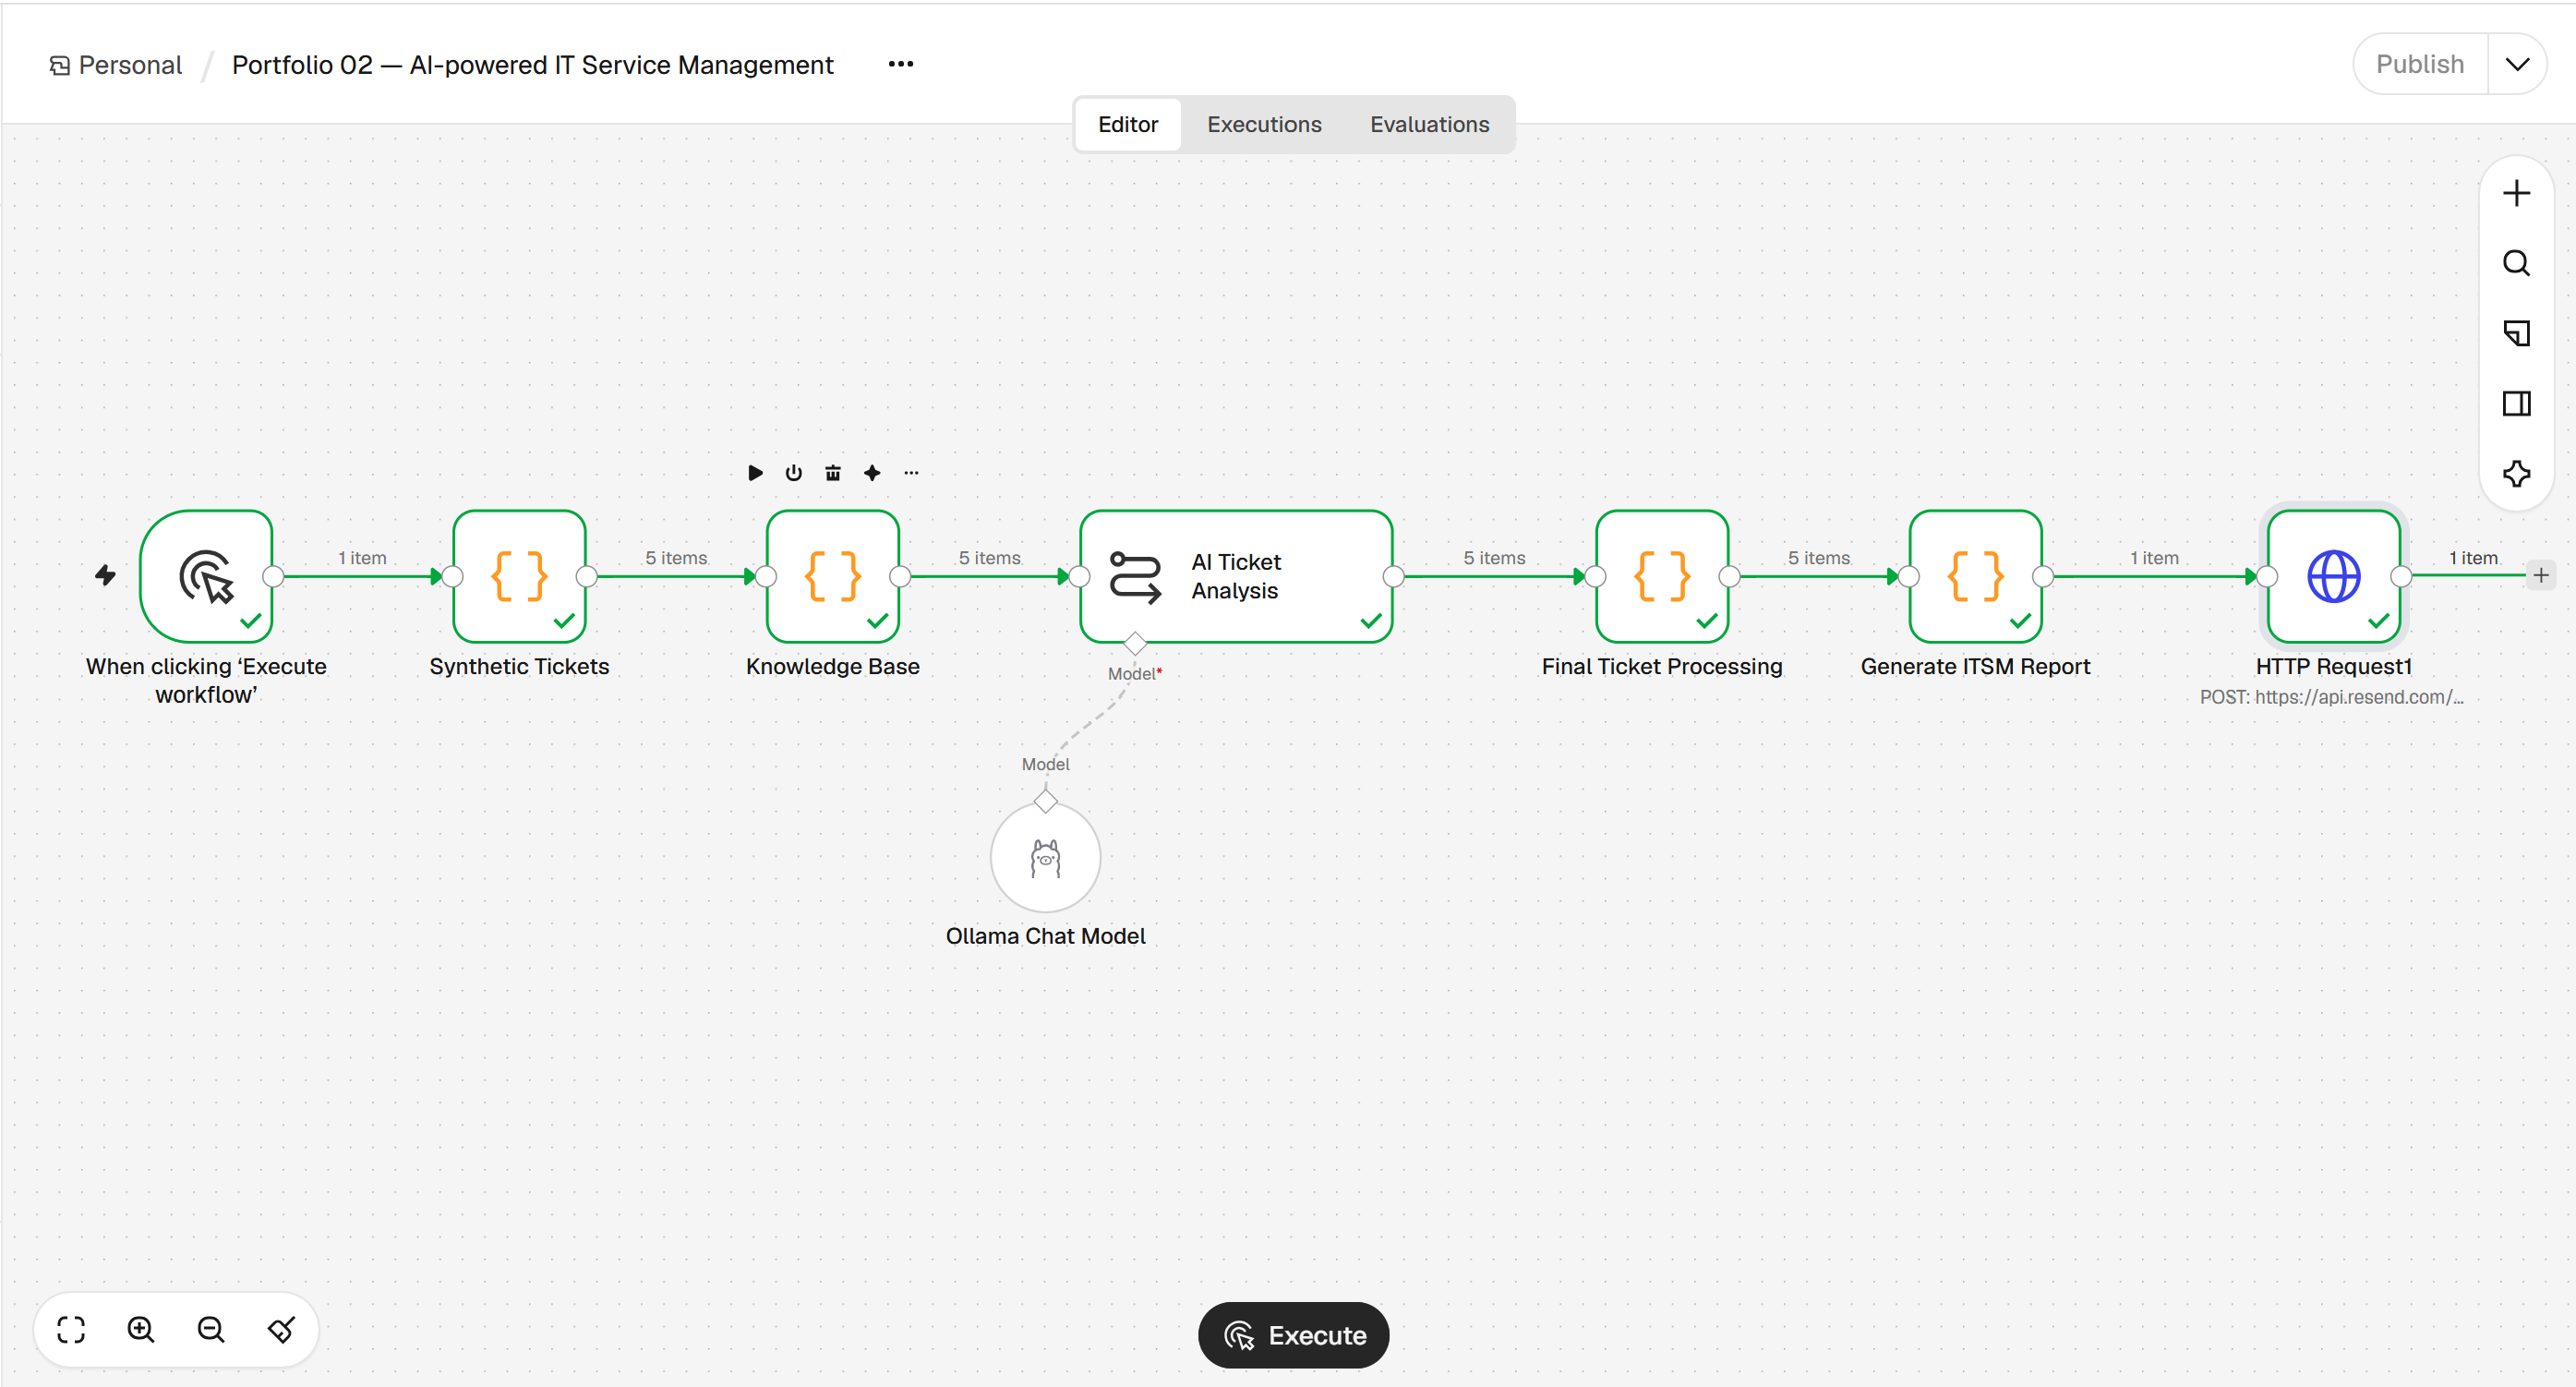 Personal / Portfolio 02 — AI-powered IT Service Management
Publish
Editor Executions Evaluations
1 item
5 items
5 items
AI Ticket
Analysis
5 items
5 items
1 item
1 item
When clicking ‘Execute
workflow’
Synthetic Tickets
Knowledge Base
Model*
Final Ticket Processing
Generate ITSM Report
HTTP Request1
POST: https://api.resend.com/...
Model
Ollama Chat Model
Execute